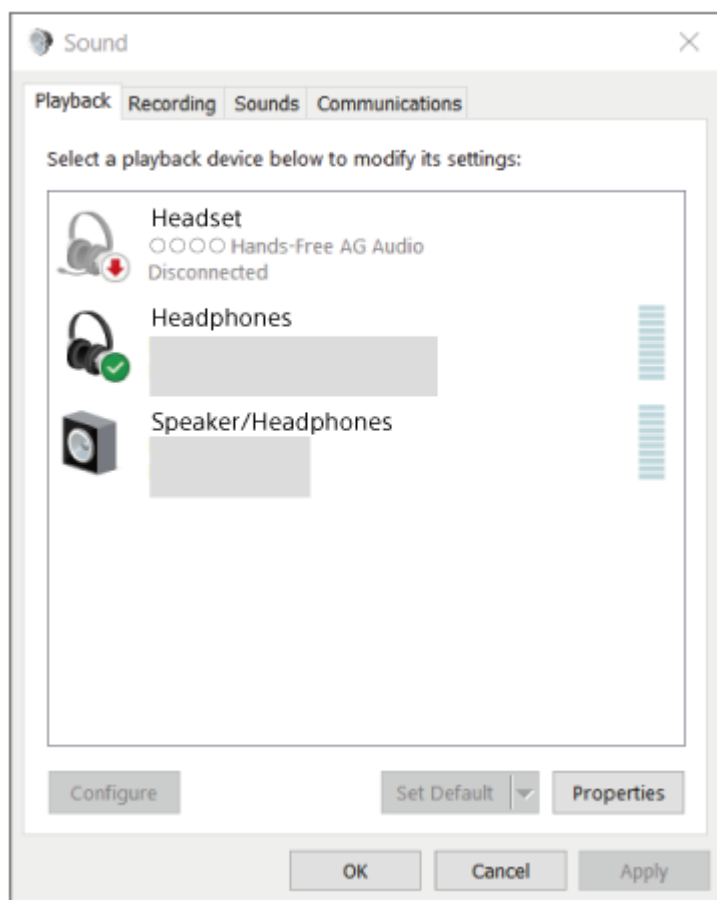 Sound
Playback Recording Sounds Communications
Select a playback device below to modify its settings:
Headset
○○○○ Hands-Free AG Audio
Disconnected
Headphones
Speaker/Headphones
Configure Set Default Properties
OK Cancel Apply